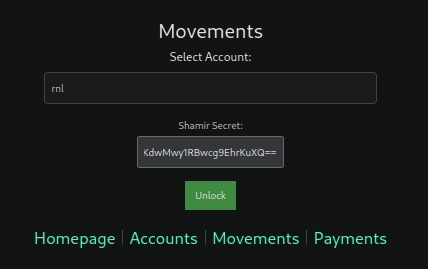 Movements
Select Account:
rnl
Shamir Secret:
KdwMwy1RBwcg9EhrKuXQ==
Unlock
Homepage Accounts Movements Payments